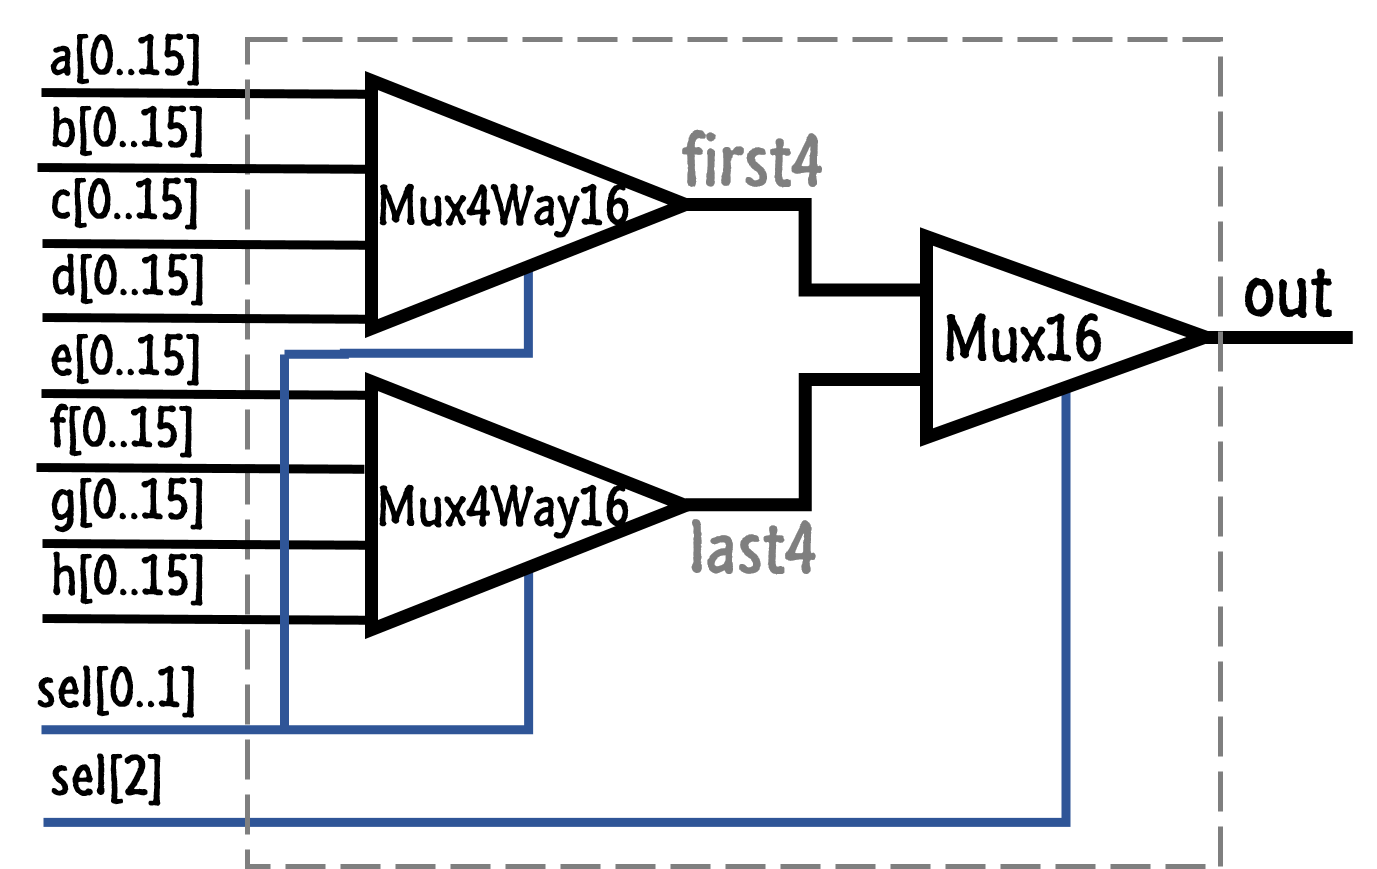 a[0..15]
b[0..15]
c[0..15]
d[0..15]
e[0..15]
f[0..15]
g[0..15]
h[0..15]
sel[0..1]
sel[2]
Mux4Way16
Mux4Way16
first4
last4
Mux16
out